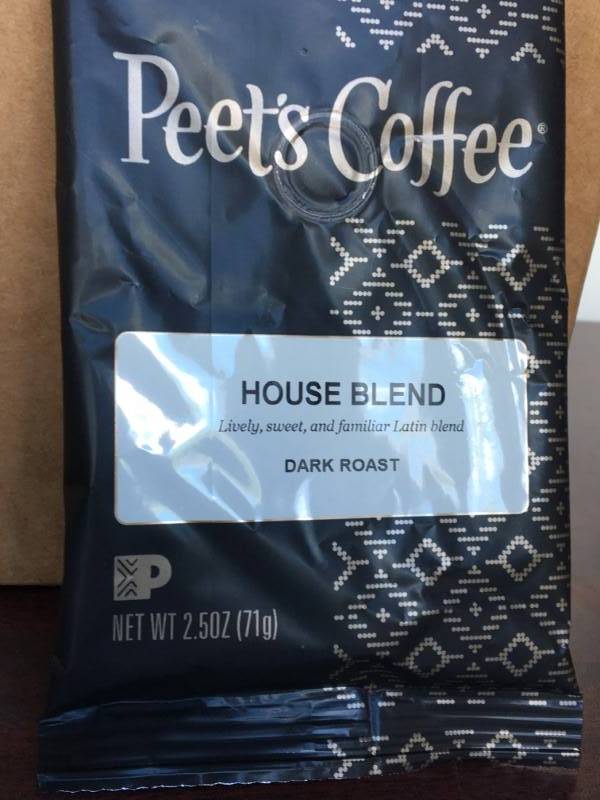 Peet's Coffee®
HOUSE BLEND
Lively, sweet, and familiar Latin blend
DARK ROAST
P
NET WT 2.5OZ (71g)